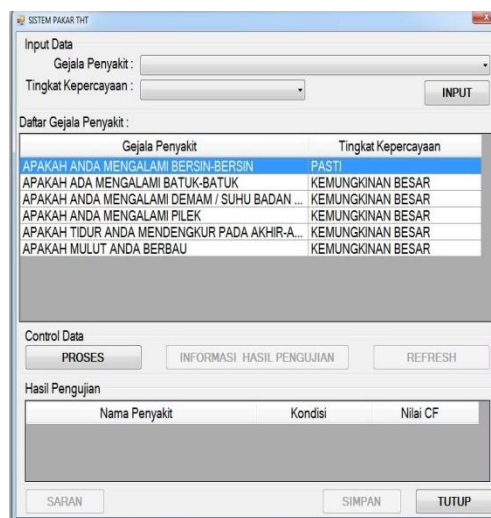 SISTEM PAKAR THT
Input Data
Gejala Penyakit :
Tingkat Kepercayaan :
INPUT
Daftar Gejala Penyakit :
Gejala Penyakit Tingkat Kepercayaan
APAKAH ANDA MENGALAMI BERSIN-BERSIN PASTI
APAKAH ADA MENGALAMI BATUK-BATUK KEMUNGKINAN BESAR
APAKAH ANDA MENGALAMI DEMAM / SUHU BADAN ... KEMUNGKINAN BESAR
APAKAH ANDA MENGALAMI PILEK KEMUNGKINAN BESAR
APAKAH TIDUR ANDA MENDENGKUR PADA AKHIR-A... KEMUNGKINAN BESAR
APAKAH MULUT ANDA BERBAU KEMUNGKINAN BESAR
Control Data
PROSES INFORMASI HASIL PENGUJIAN REFRESH
Hasil Pengujian
Nama Penyakit Kondisi Nilai CF
SARAN SIMPAN TUTUP